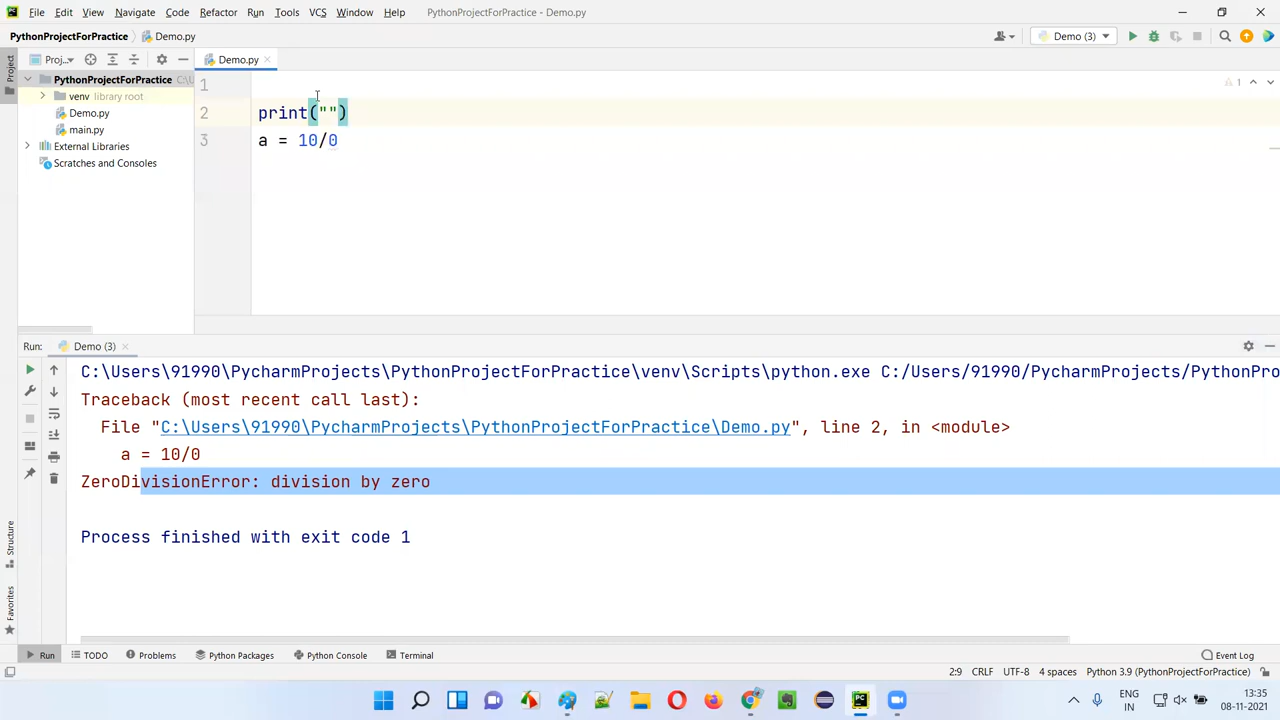 File Edit View Navigate Code Refactor Run Tools VCS Window Help PythonProjectForPractice - Demo.py
PythonProjectForPractice Demo.py Demo (3)
Project Proj... Demo.py
PythonProjectForPractice C:\U
venv library root
Demo.py
main.py
External Libraries
Scratches and Consoles
1
2 print("")
3 a = 10/0
1
Run: Demo (3)
C:\Users\91990\PycharmProjects\PythonProjectForPractice\venv\Scripts\python.exe C:/Users/91990/PycharmProjects/PythonPro
Traceback (most recent call last):
File "C:\Users\91990\PycharmProjects\PythonProjectForPractice\Demo.py", line 2, in <module>
a = 10/0
ZeroDivisionError: division by zero
Process finished with exit code 1
Structure
Favorites
Run TODO Problems Python Packages Python Console Terminal Event Log
2:9 CRLF UTF-8 4 spaces Python 3.9 (PythonProjectForPractice)
ENG 13:35
IN 08-11-2021